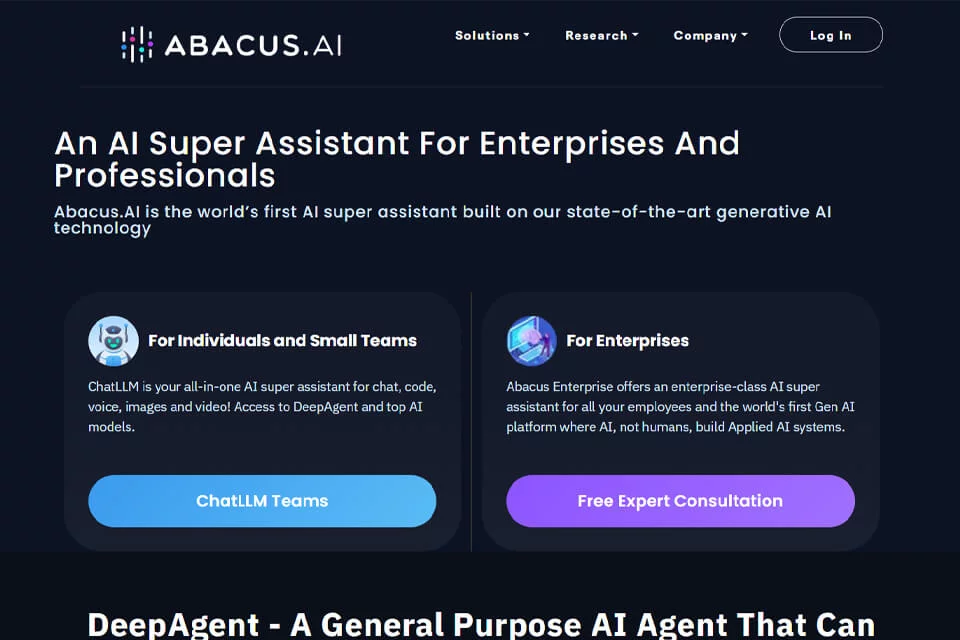 ABACUS.AI
Solutions
Research
Company
Log In
An AI Super Assistant For Enterprises And
Professionals
Abacus.AI is the world's first AI super assistant built on our state-of-the-art generative AI
technology
For Individuals and Small Teams
ChatLLM is your all-in-one AI super assistant for chat, code,
voice, images and video! Access to DeepAgent and top AI
models.
ChatLLM Teams
For Enterprises
Abacus Enterprise offers an enterprise-class AI super
assistant for all your employees and the world's first Gen AI
platform where AI, not humans, build Applied AI systems.
Free Expert Consultation
DeepAgent - A General Purpose AI Agent That Can